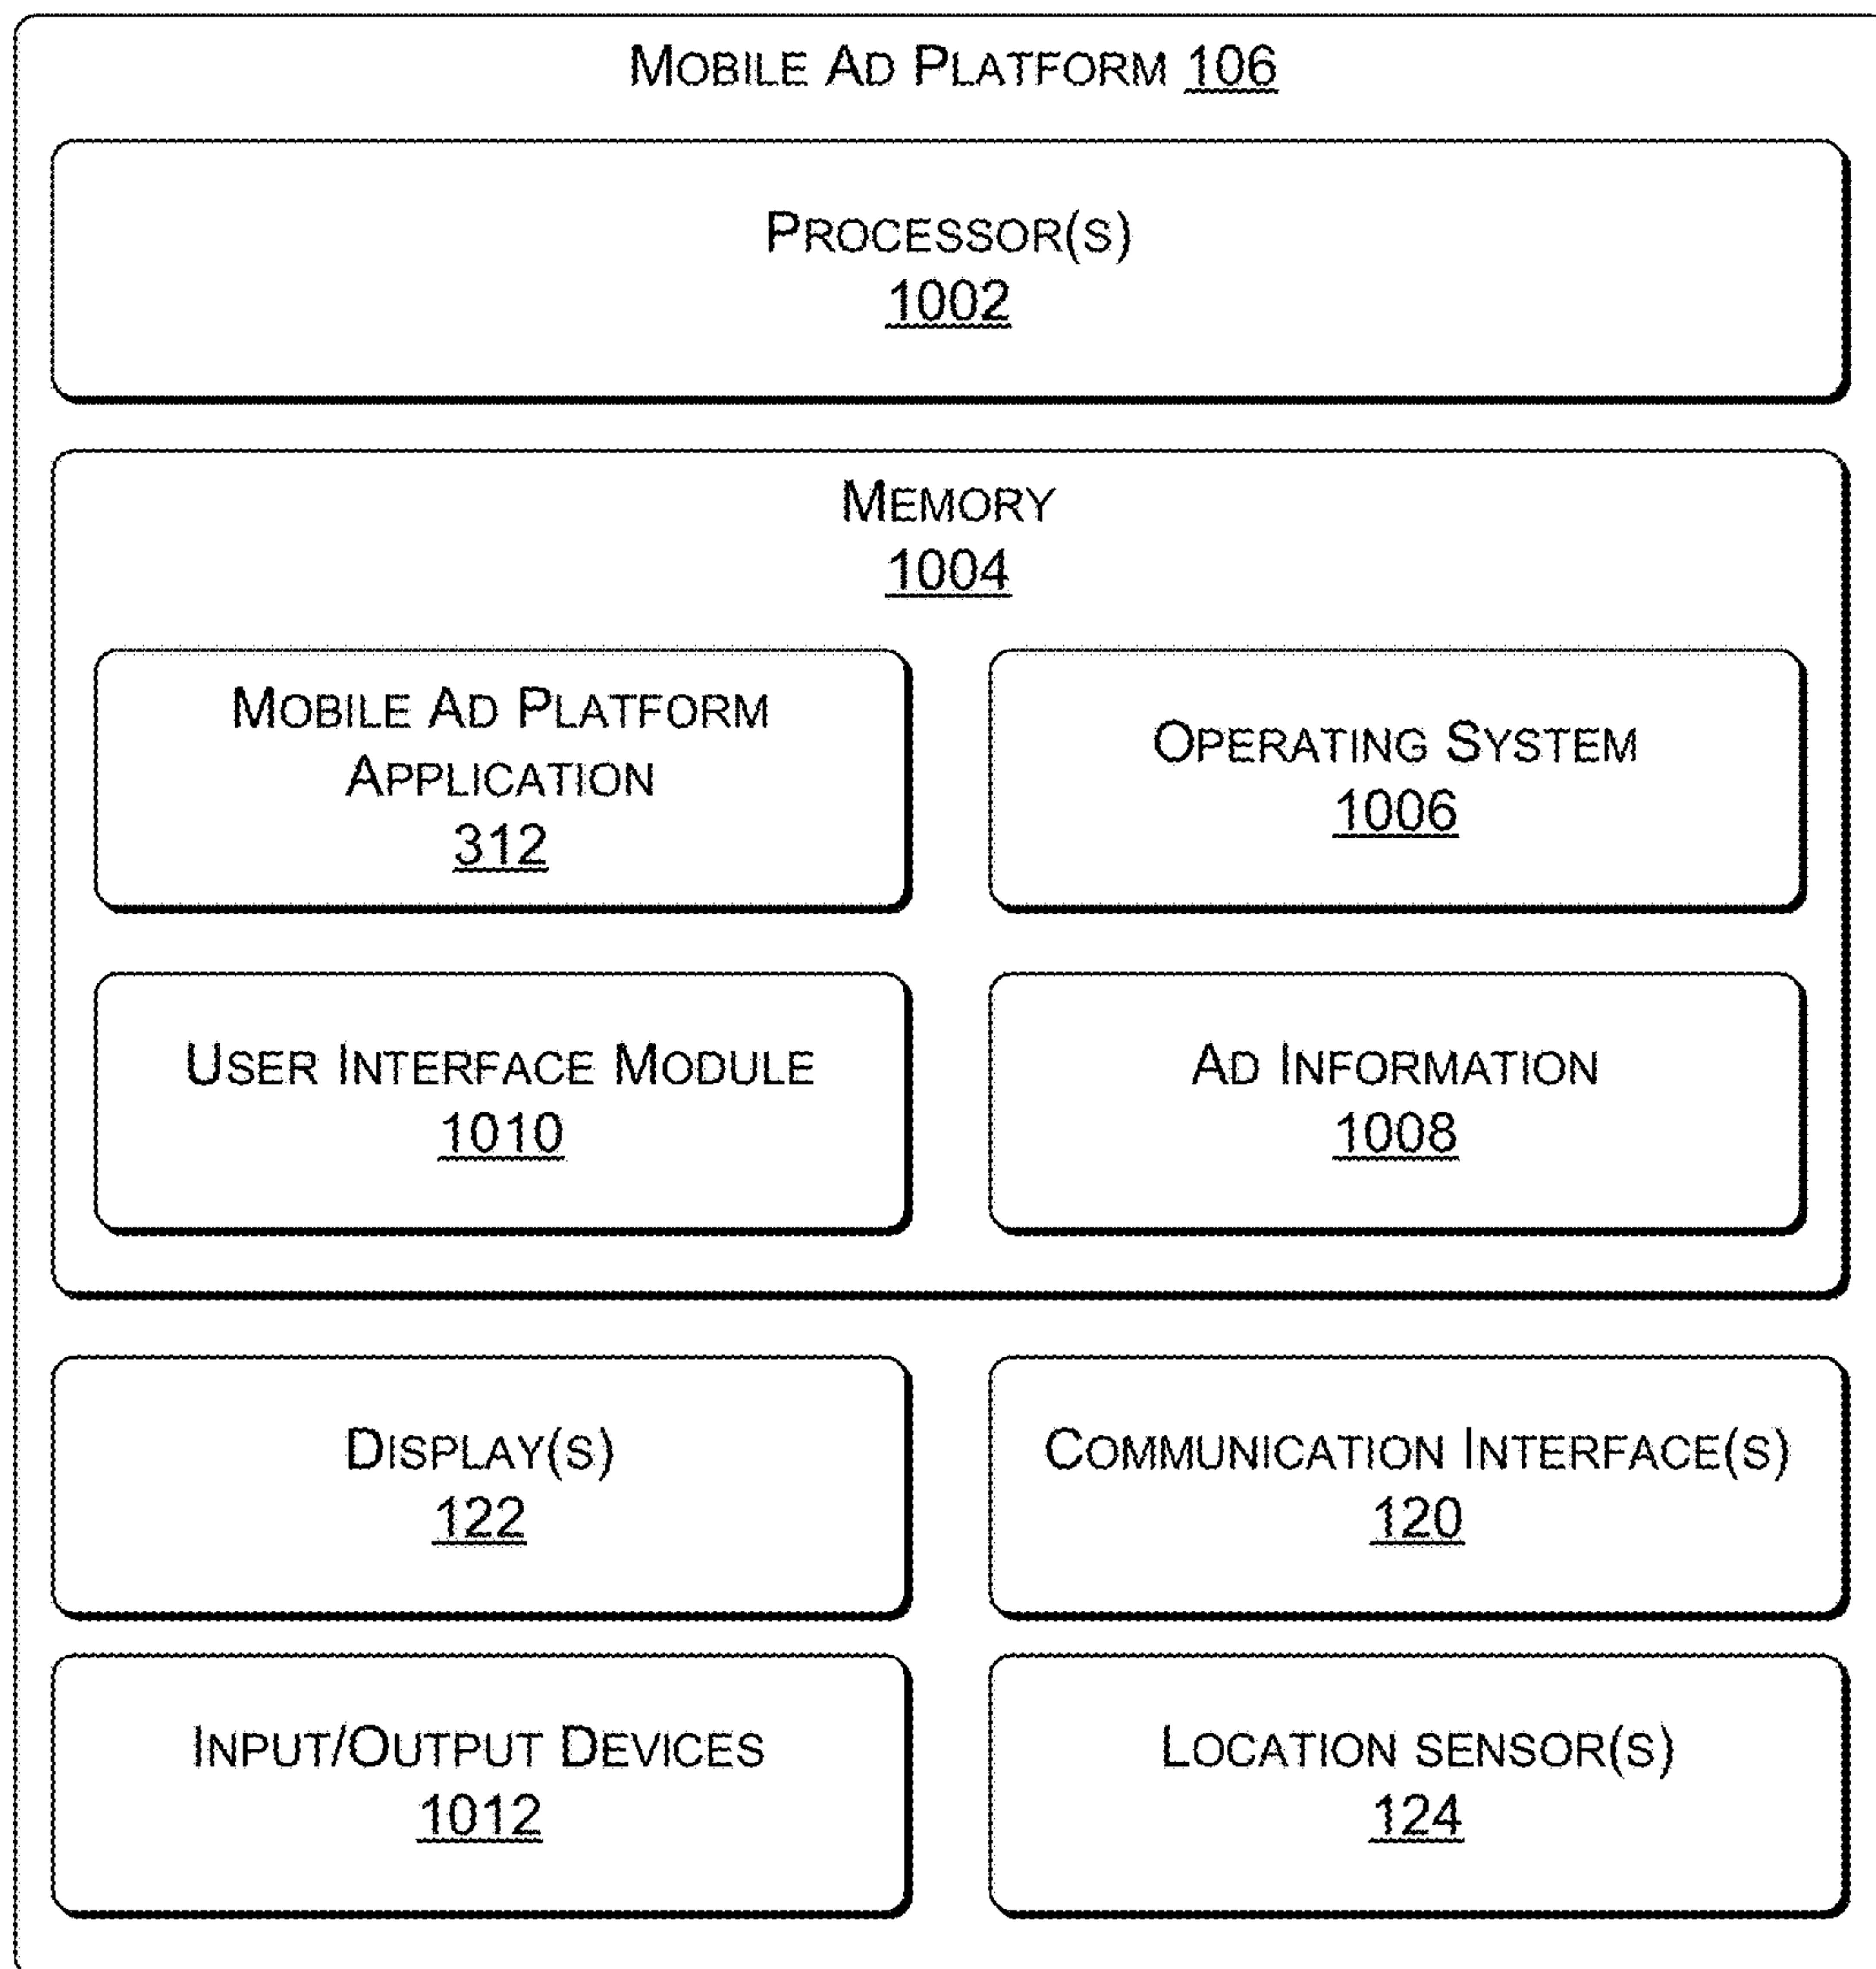 MOBILE AD PLATFORM 106
PROCESSOR(S)
1002
MEMORY
1004
MOBILE AD PLATFORM
APPLICATION
312
OPERATING SYSTEM
1006
USER INTERFACE MODULE
1010
AD INFORMATION
1008
DISPLAY(S)
122
COMMUNICATION INTERFACE(S)
120
INPUT/OUTPUT DEVICES
1012
LOCATION SENSOR(S)
124